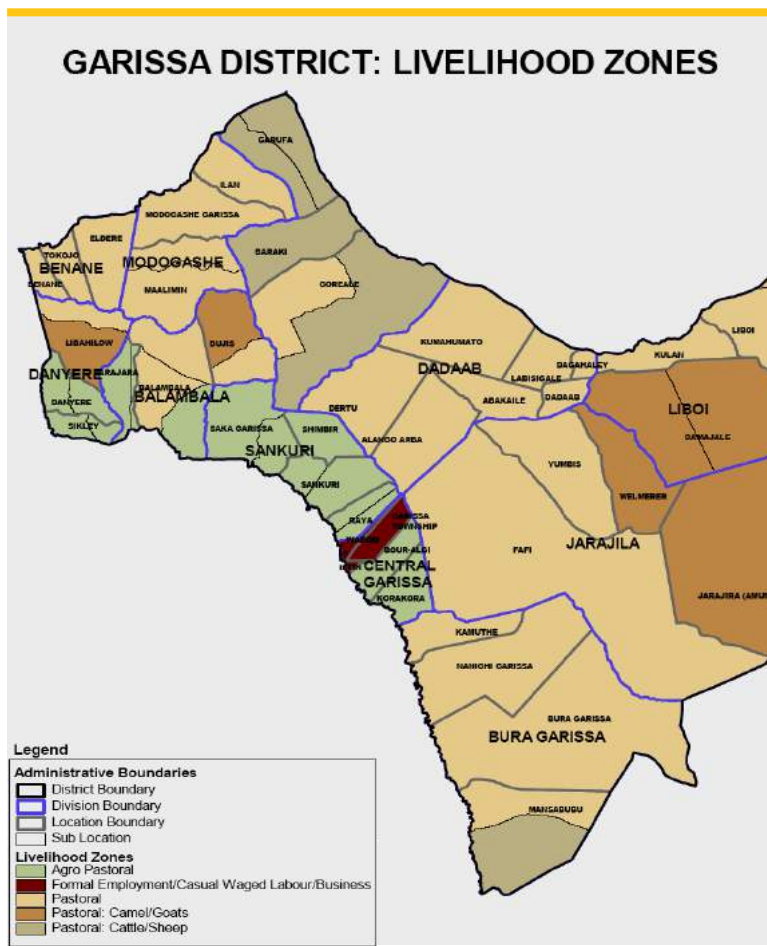 GARISSA DISTRICT: LIVELIHOOD ZONES
GARUFA
ILAN
MODOGASHE GARISSA
ELDERE
TOKOJO
BENANE
MODOGASHE
BARAKI
BENANE
MAALIMIN
GOREALE
LIBAHILOW
DUJIS
KUMAHUMATO
LIBOI
KULAN
DADAAB
DAGAHALEY
LABISIGALE
DANYERE
BALAMBALA
BALAMBALA
DANYERE
DERTU
ABAKAILE
DADAAB
LIBOI
DAMAJALE
SIKLEY
SAKA GARISSA
SHIMBIR
SANKURI
ALANGO ARBA
YUMBIS
SANKURI
WELMERER
RAYA
TOWNSHIP
JARAJILA
BOUR-ALGI
FAFI
CENTRAL
GARISSA
KORAKORA
JARAJIRA (AMU
KAMUTHE
NANIGHI GARISSA
BURA GARISSA
BURA GARISSA
MANSABUBU
Legend
Administrative Boundaries
District Boundary
Division Boundary
Location Boundary
Sub Location
Livelihood Zones
Agro Pastoral
Formal Employment/Casual Waged Labour/Business
Pastoral
Pastoral: Camel/Goats
Pastoral: Cattle/Sheep